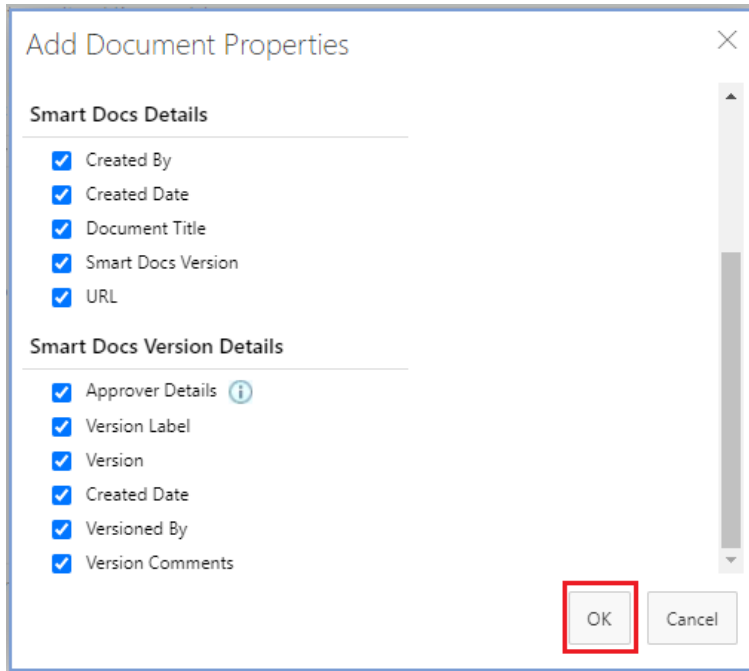 Add Document Properties
Smart Docs Details
Created By
Created Date
Document Title
Smart Docs Version
URL
Smart Docs Version Details
Approver Details
Version Label
Version
Created Date
Versioned By
Version Comments
OK Cancel